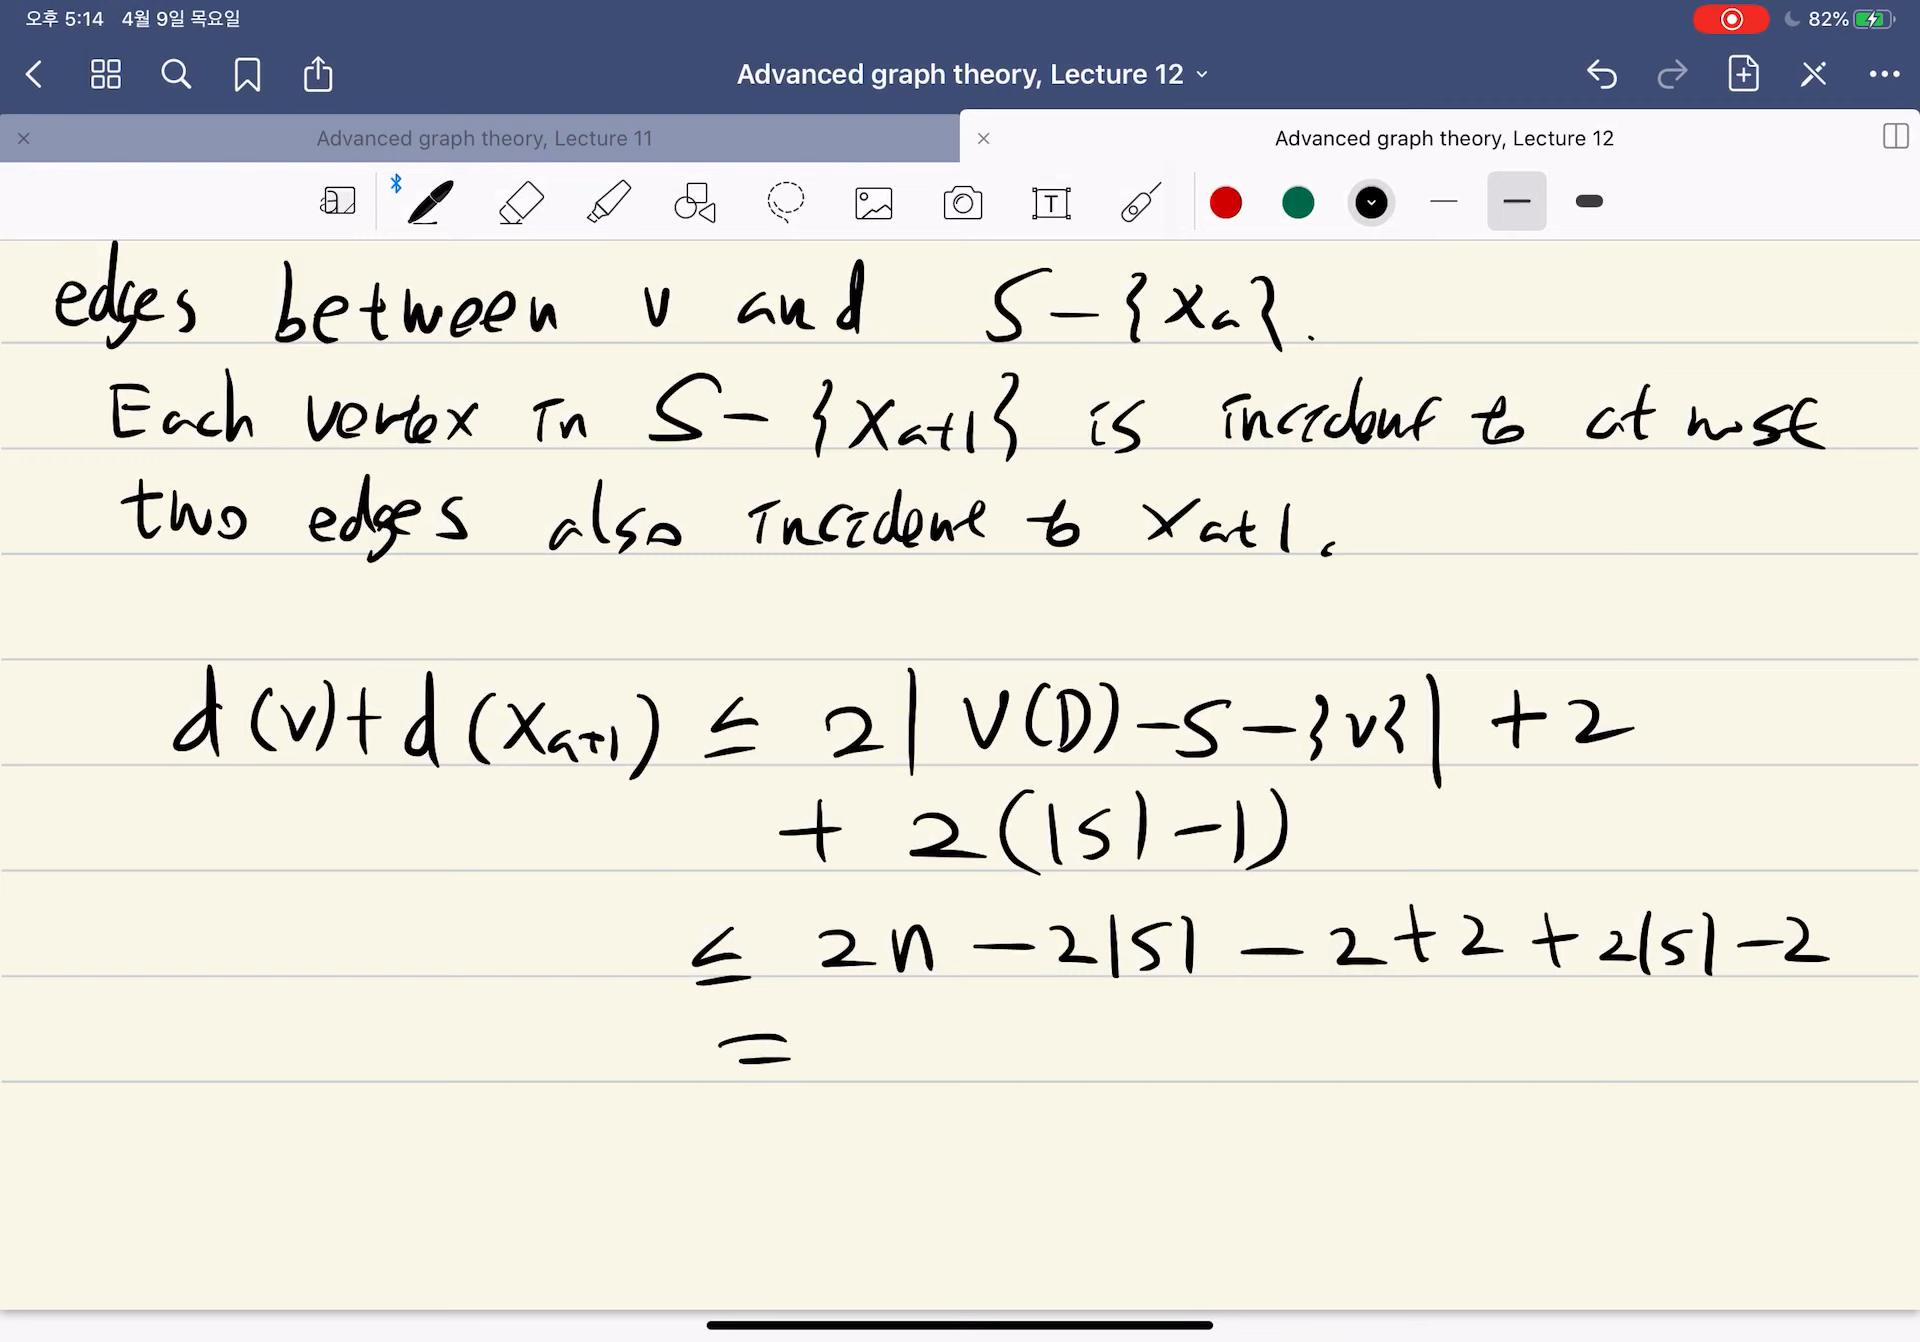 오후 5:14 4월 9일 목요일
82%
Advanced graph theory, Lecture 12
Advanced graph theory, Lecture 11
Advanced graph theory, Lecture 12
edges between v and S-{x_a}.
Each vertex in S-{x_{a+1}} is incident to at most
two edges also incident to x_{a+1}.
d(v)+d(x_{a+1}) ≤ 2|V(D)-S-{v}|+2
+ 2(|S|-1)
≤ 2n-2|S|-2+2+2|S|-2
=